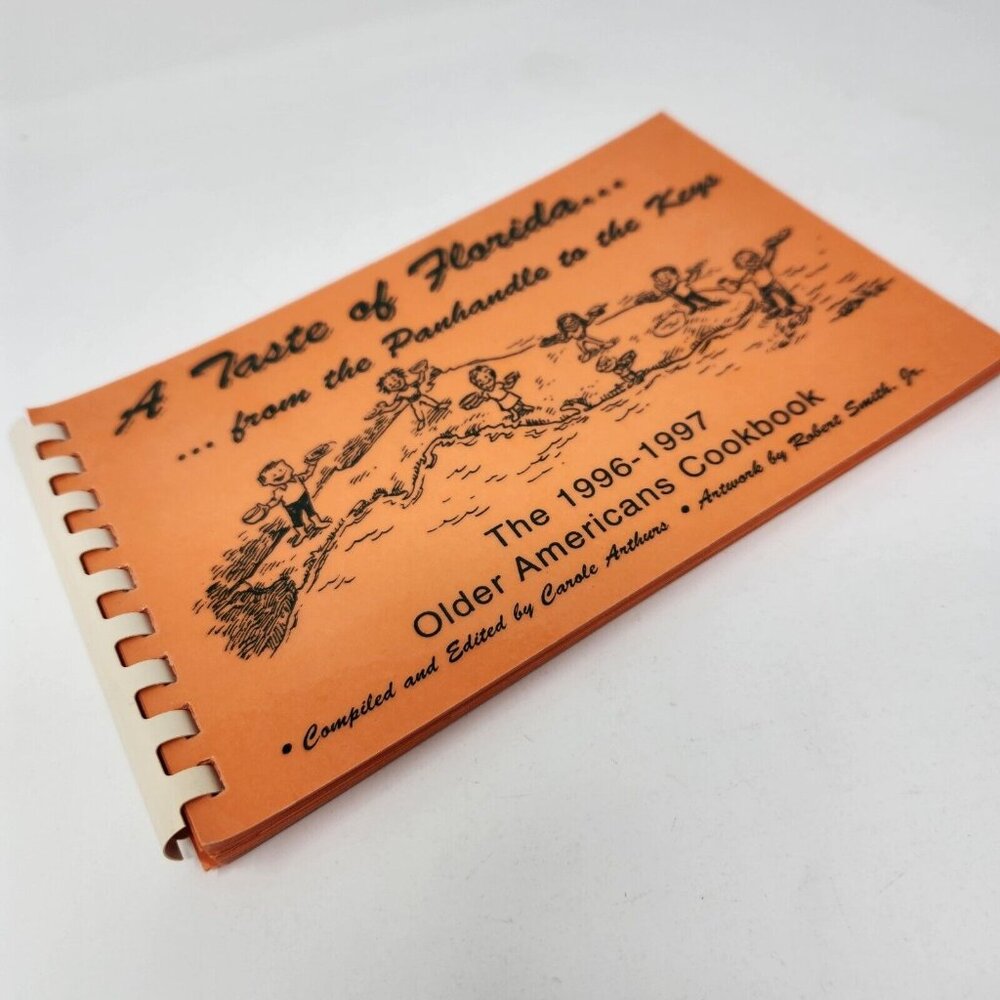 A Taste of Florida...
... from the Panhandle to the Keys
The 1996-1997
Older Americans Cookbook
• Compiled and Edited by Carole Arthurs • Artwork by Robert Smith, Jr.